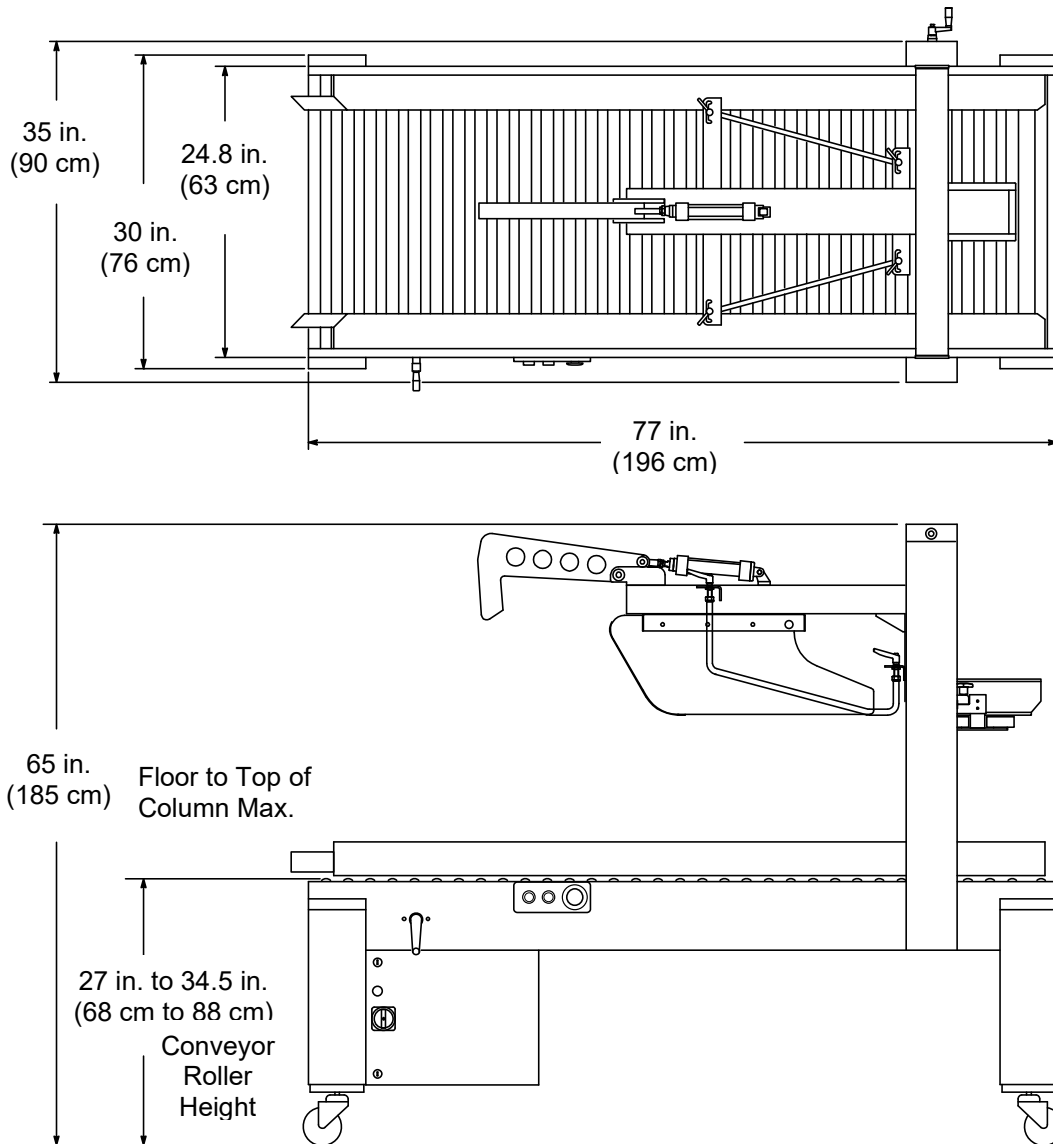 35 in.
(90 cm)
24.8 in.
(63 cm)
30 in.
(76 cm)
77 in.
(196 cm)
65 in.
(185 cm)
Floor to Top of
Column Max.
27 in. to 34.5 in.
(68 cm to 88 cm)
Conveyor
Roller
Height